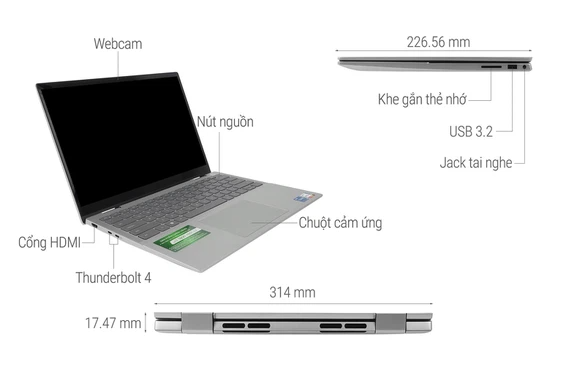 Webcam
226.56 mm
Khe gắn thẻ nhớ
Nút nguồn
USB 3.2
Jack tai nghe
Chuột cảm ứng
Cổng HDMI
Thunderbolt 4
314 mm
17.47 mm